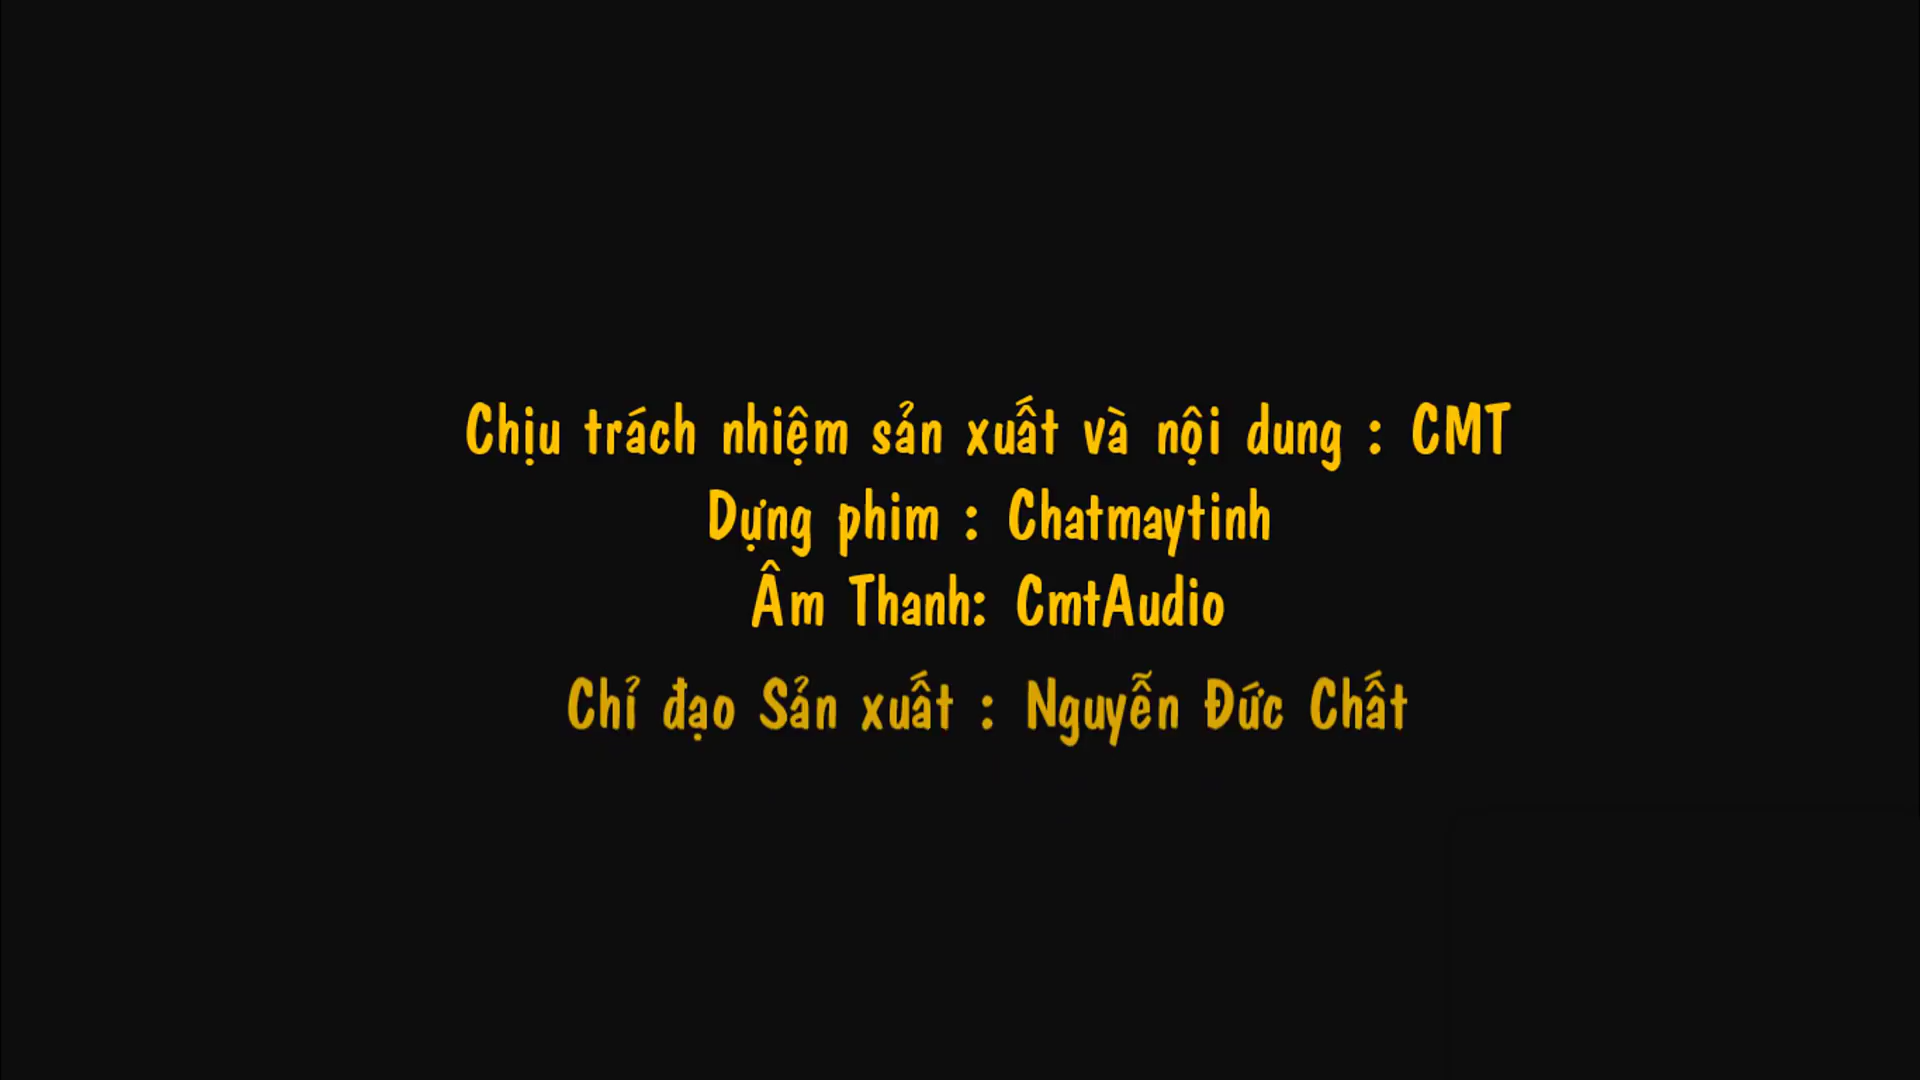 Chịu trách nhiệm sản xuất và nội dung : CMT
Dựng phim : Chatmaytinh
Âm Thanh: CmtAudio
Chỉ đạo Sản xuất : Nguyễn Đức Chất